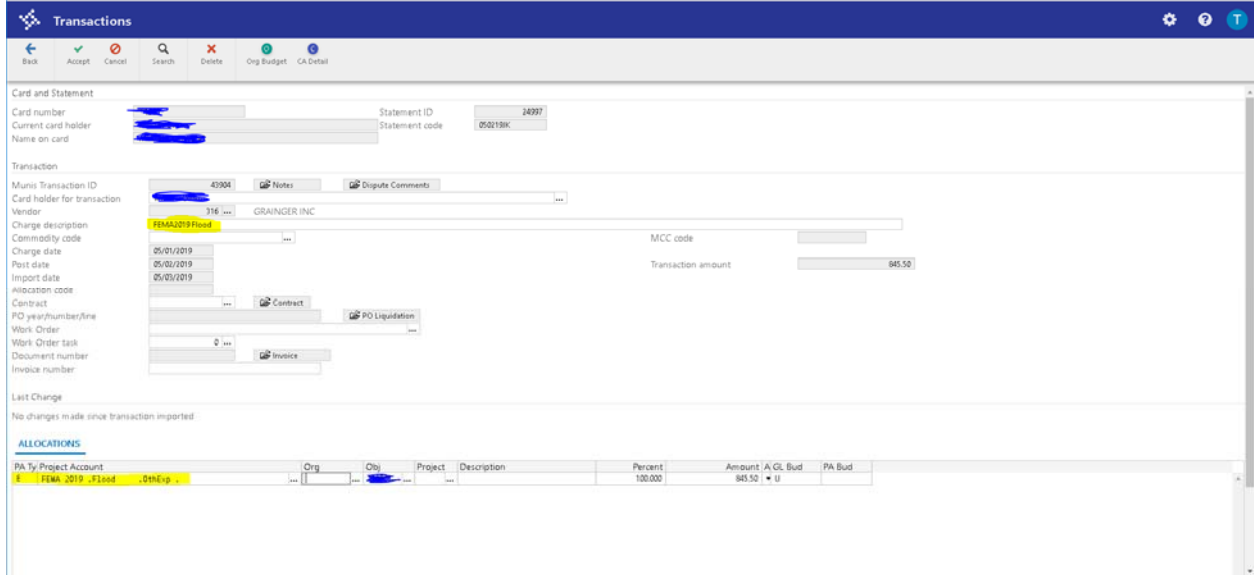 Transactions
T
Back Accept Cancel Search Delete Org Budget CA Detail
Card and Statement
Card number Statement ID 24997
Current card holder Statement code 050219JK
Name on card
Transaction
Munis Transaction ID 43904 Notes Dispute Comments
Card holder for transaction ...
Vendor 316 ... GRAINGER INC
Charge description FEMA2019 Flood
Commodity code ... MCC code
Charge date 05/01/2019
Post date 05/02/2019 Transaction amount 845.50
Import date 05/03/2019
Allocation code
Contract ... Contract
PO year/number/line PO Liquidation
Work Order ...
Work Order task 0 ...
Document number Invoice
Invoice number
Last Change
No changes made since transaction imported
ALLOCATIONS
PA Ty Project Account Org Obj Project Description Percent Amount A GL Bud PA Bud
E FEMA 2019 .Flood .OthExp . ... ... ... ... 100.000 845.50 U